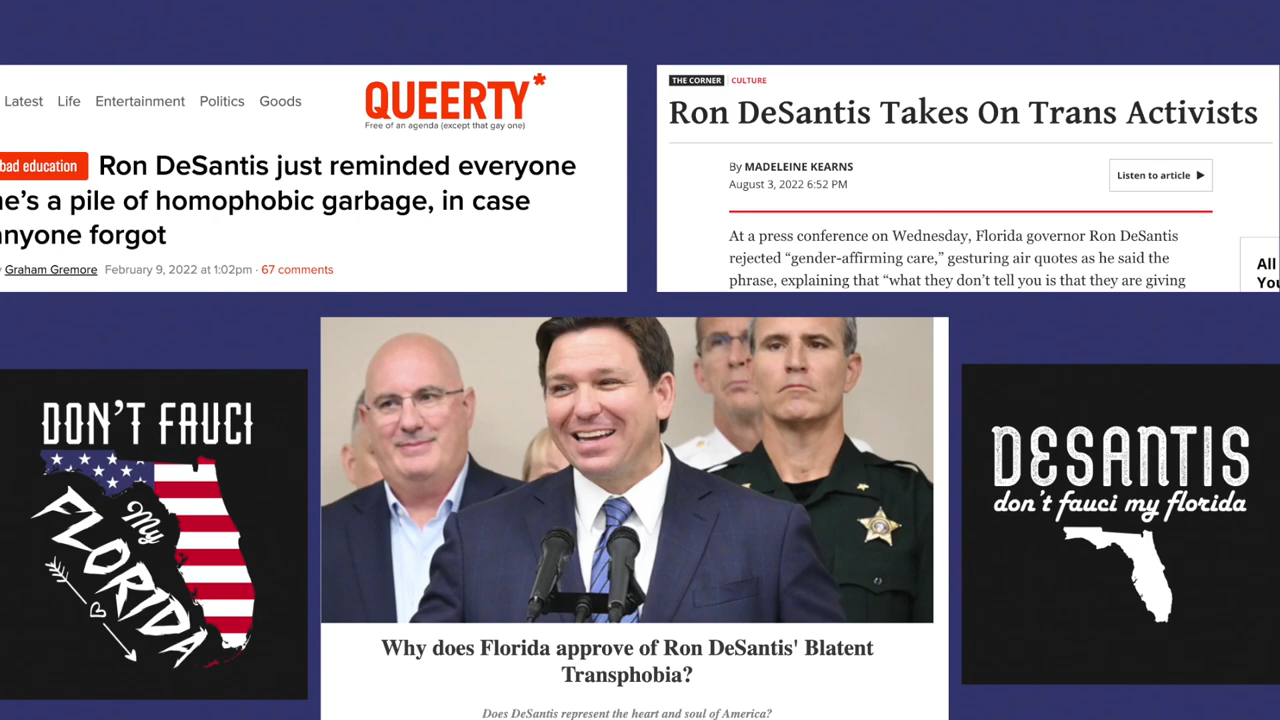 Latest Life Entertainment Politics Goods
QUEERTY*
Free of an agenda (except that gay one)
bad education Ron DeSantis just reminded everyone
he's a pile of homophobic garbage, in case
anyone forgot
Graham Gremore February 9, 2022 at 1:02pm · 67 comments
THE CORNER CULTURE
Ron DeSantis Takes On Trans Activists
By MADELEINE KEARNS
August 3, 2022 6:52 PM
Listen to article
At a press conference on Wednesday, Florida governor Ron DeSantis
rejected “gender-affirming care,” gesturing air quotes as he said the
phrase, explaining that “what they don’t tell you is that they are giving
All
You
DON'T FAUCI
My
FLORIDA
Why does Florida approve of Ron DeSantis' Blatent
Transphobia?
Does DeSantis represent the heart and soul of America?
DESANTIS
don't fauci my florida